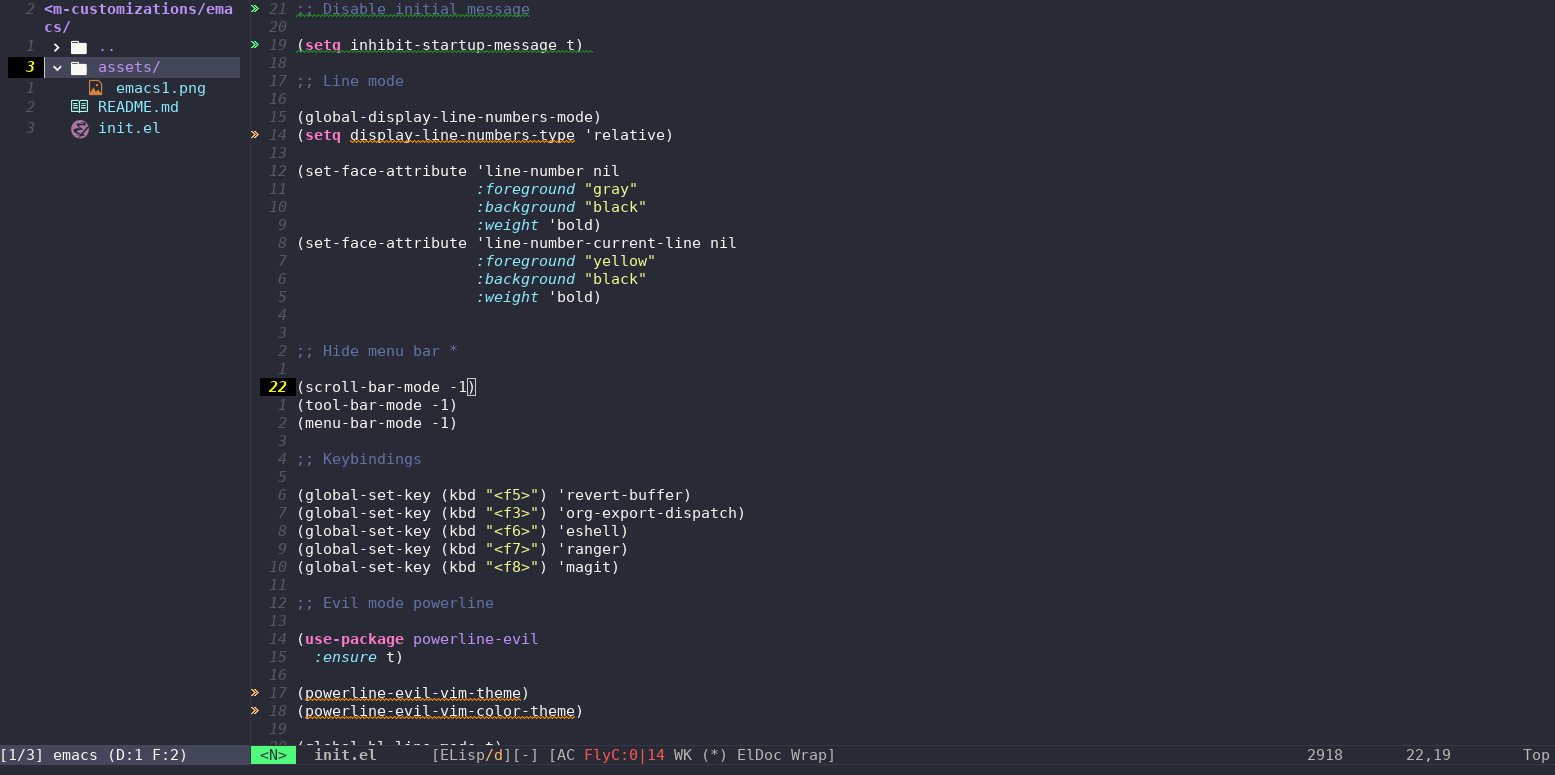 2 <m-customizations/ema
cs/
1 ..
3 assets/
1 emacs1.png
2 README.md
3 init.el
[1/3] emacs (D:1 F:2)
» 21 ;; Disable initial message
20
» 19 (setq inhibit-startup-message t)
18
17 ;; Line mode
16
15 (global-display-line-numbers-mode)
» 14 (setq display-line-numbers-type 'relative)
13
12 (set-face-attribute 'line-number nil
11 :foreground "gray"
10 :background "black"
9 :weight 'bold)
8 (set-face-attribute 'line-number-current-line nil
7 :foreground "yellow"
6 :background "black"
5 :weight 'bold)
4
3
2 ;; Hide menu bar *
1
22 (scroll-bar-mode -1)
1 (tool-bar-mode -1)
2 (menu-bar-mode -1)
3
4 ;; Keybindings
5
6 (global-set-key (kbd "<f5>") 'revert-buffer)
7 (global-set-key (kbd "<f3>") 'org-export-dispatch)
8 (global-set-key (kbd "<f6>") 'eshell)
9 (global-set-key (kbd "<f7>") 'ranger)
10 (global-set-key (kbd "<f8>") 'magit)
11
12 ;; Evil mode powerline
13
14 (use-package powerline-evil
15 :ensure t)
16
» 17 (powerline-evil-vim-theme)
» 18 (powerline-evil-vim-color-theme)
19
20 (global-hl-line-mode t)
<N> init.el [ELisp/d][-] [AC FlyC:0|14 WK (*) ElDoc Wrap] 2918 22,19 Top